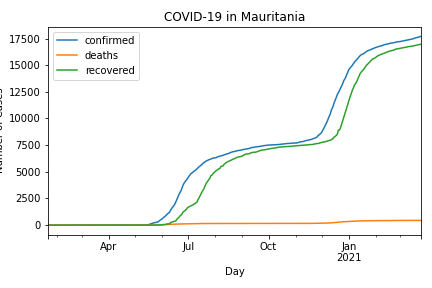 COVID-19 in Mauritania
confirmed
deaths
recovered
17500
15000
12500
10000
7500
5000
2500
0
Apr
Jul
Oct
Jan
2021
Day